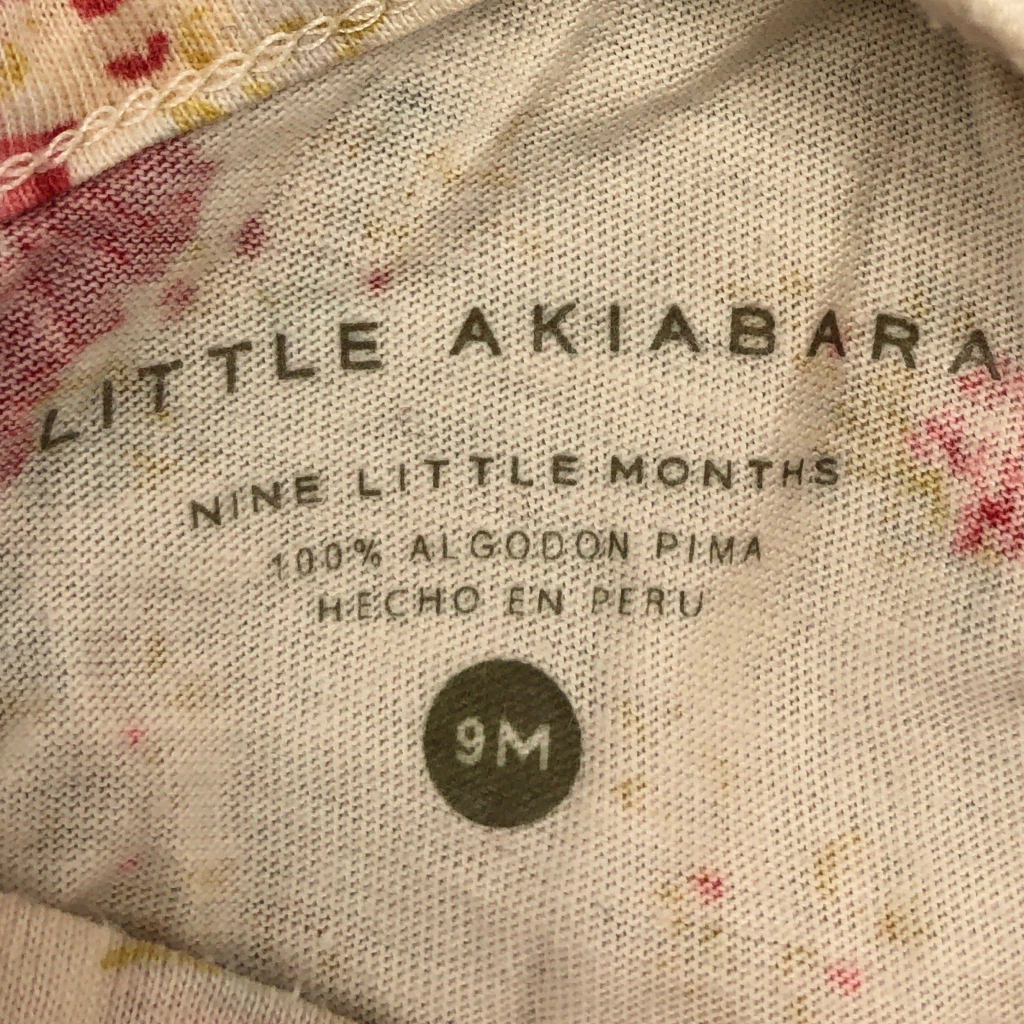 LITTLE AKIABARA
NINE LITTLE MONTHS
100% ALGODON PIMA
HECHO EN PERU
9M